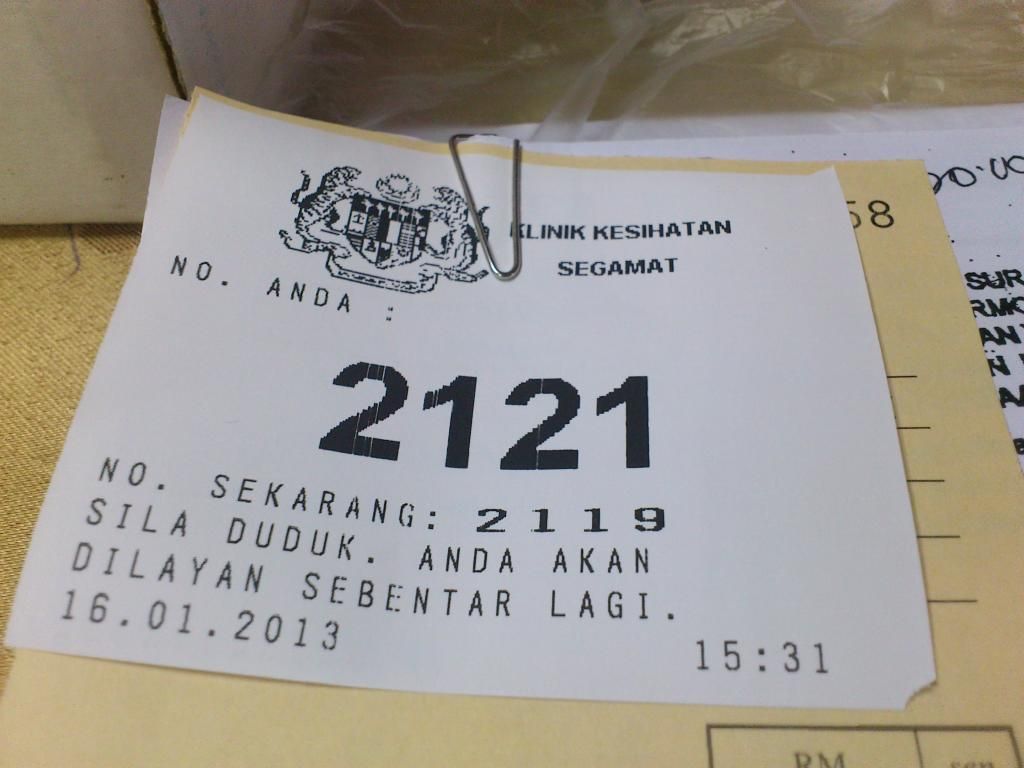 KLINIK KESIHATAN
SEGAMAT
NO. ANDA :
2121
NO. SEKARANG: 2119
SILA DUDUK. ANDA AKAN
DILAYAN SEBENTAR LAGI.
16.01.2013 15:31
58
RM sen